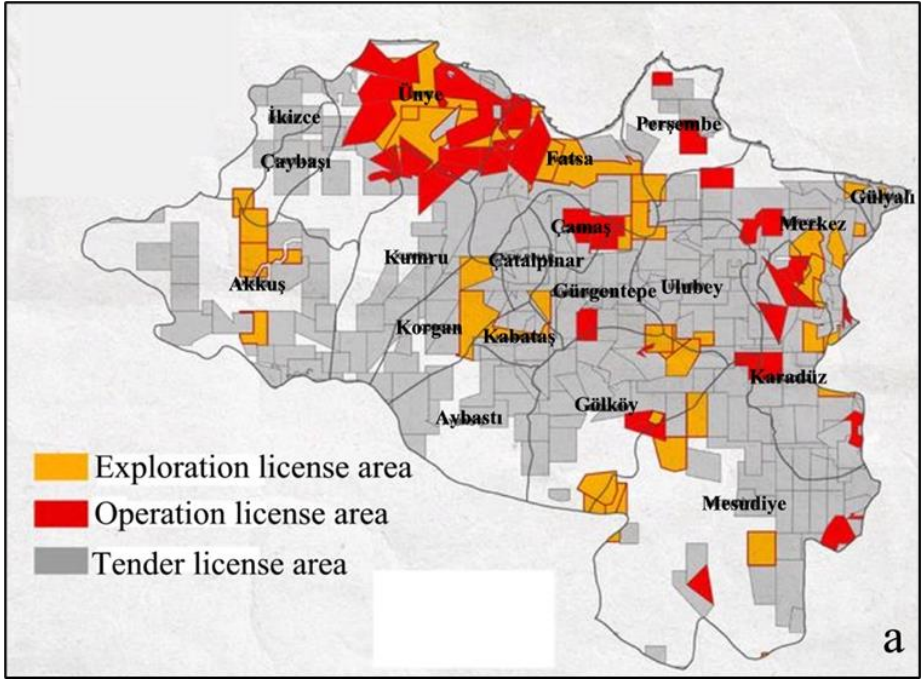 Ünye
İkizce
Perşembe
Çaybaşı
Fatsa
Gülyalı
Merkez
Çamaş
Kumru
Çatalpınar
Akkuş
Gürgentepe
Ulubey
Korgan
Kabataş
Karadüz
Gölköy
Aybastı
Exploration license area
Mesudiye
Operation license area
Tender license area
a